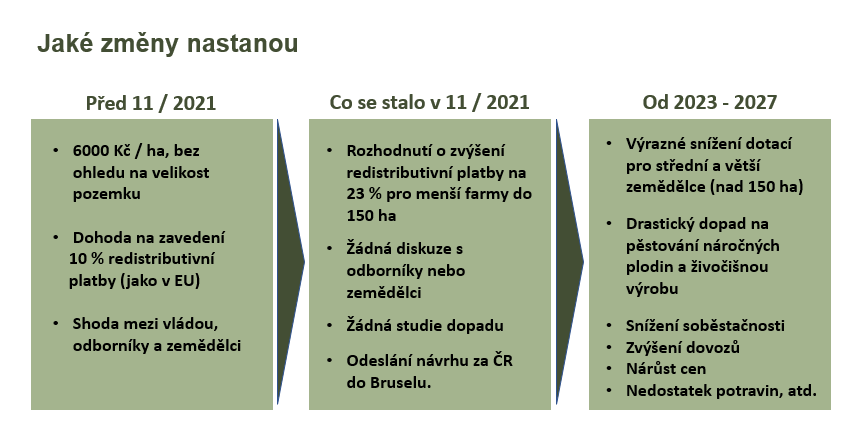 Jaké změny nastanou
Před 11 / 2021
• 6000 Kč / ha, bez
ohledu na velikost
pozemku
• Dohoda na zavedení
10 % redistributivní
platby (jako v EU)
• Shoda mezi vládou,
odborníky a zemědělci
Co se stalo v 11 / 2021
• Rozhodnutí o zvýšení
redistributivní platby na
23 % pro menší farmy do
150 ha
• Žádná diskuze s
odborníky nebo
zemědělci
• Žádná studie dopadu
• Odeslání návrhu za ČR
do Bruselu.
Od 2023 - 2027
• Výrazné snížení dotací
pro střední a větší
zemědělce (nad 150 ha)
• Drastický dopad na
pěstování náročných
plodin a živočišnou
výrobu
• Snížení soběstačnosti
• Zvýšení dovozů
• Nárůst cen
• Nedostatek potravin, atd.